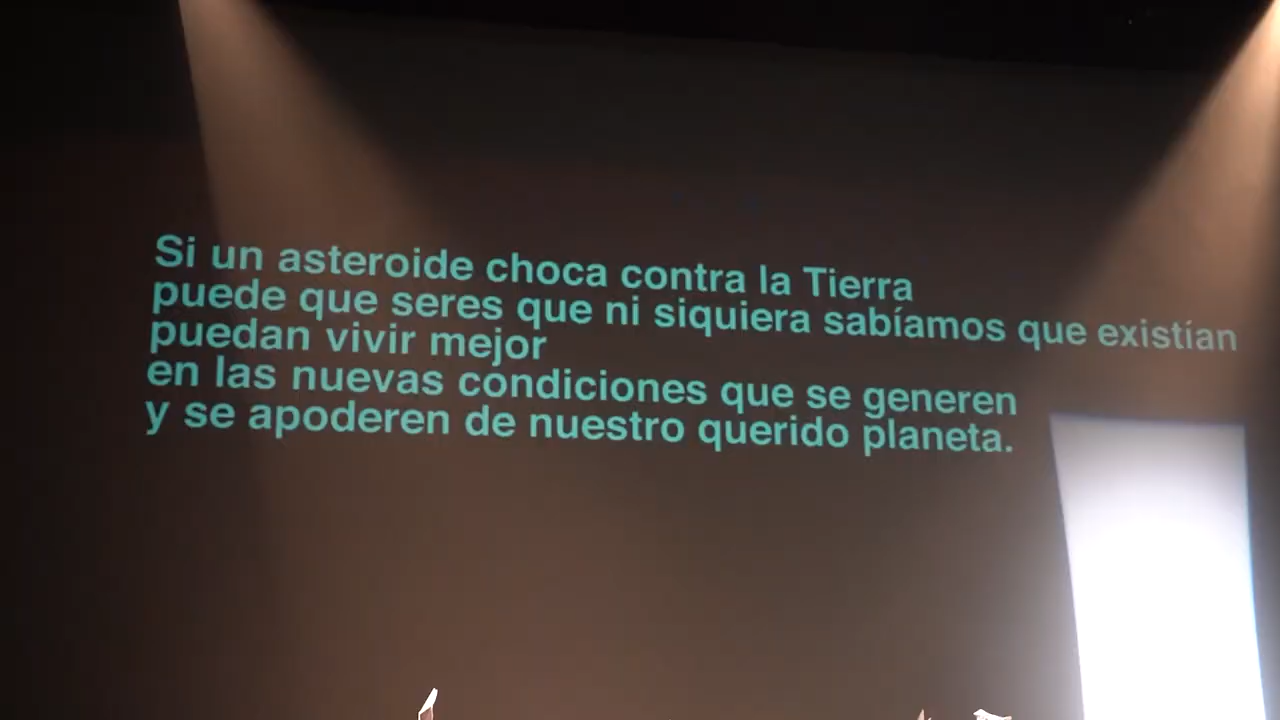 Si un asteroide choca contra la Tierra
puede que seres que ni siquiera sabíamos que existían
puedan vivir mejor
en las nuevas condiciones que se generen
y se apoderen de nuestro querido planeta.